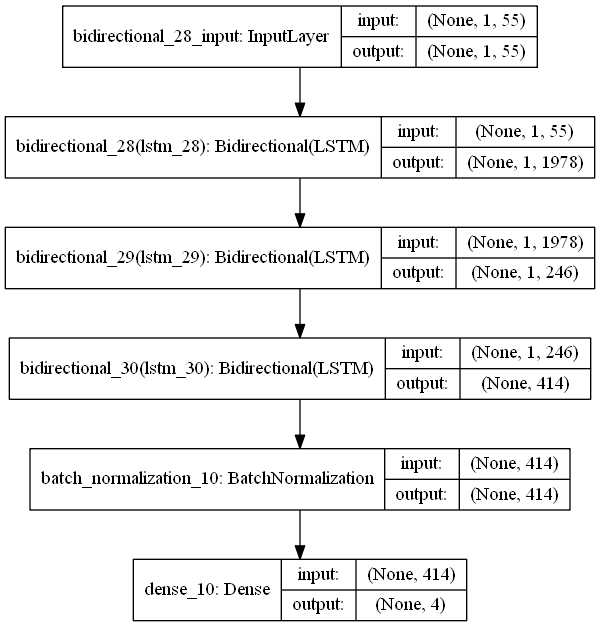 bidirectional_28_input: InputLayer
input: (None, 1, 55)
output: (None, 1, 55)
bidirectional_28(lstm_28): Bidirectional(LSTM)
input: (None, 1, 55)
output: (None, 1, 1978)
bidirectional_29(lstm_29): Bidirectional(LSTM)
input: (None, 1, 1978)
output: (None, 1, 246)
bidirectional_30(lstm_30): Bidirectional(LSTM)
input: (None, 1, 246)
output: (None, 414)
batch_normalization_10: BatchNormalization
input: (None, 414)
output: (None, 414)
dense_10: Dense
input: (None, 414)
output: (None, 4)